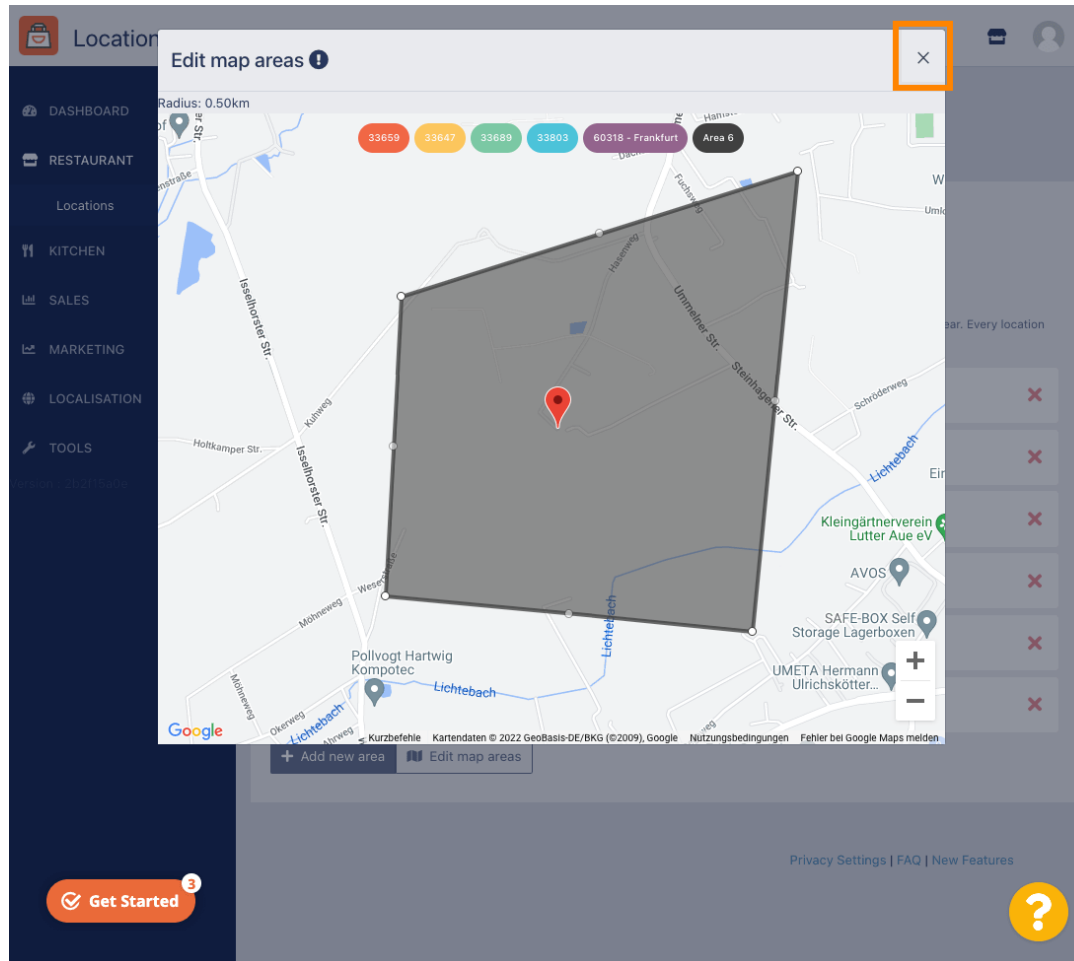 Location
Edit map areas
Radius: 0.50km
33659
33647
33689
33803
60318 - Frankfurt
Area 6
DASHBOARD
RESTAURANT
Locations
KITCHEN
SALES
MARKETING
LOCALISATION
TOOLS
Fuchsweg
Hasenweg
Isselhorster Str.
Ummelner Str.
Steinhagener Str.
Schröderweg
Kuhweg
Holtkamper Str.
Isselhorster Str.
Lichtebach
Kleingärtnerverein
Lutter Aue eV
AVOS
SAFE-BOX Self
Storage Lagerboxen
UMETA Hermann
Ulrichskötter...
Weserstraße
Möhneweg
Lichtebach
Pollvogt Hartwig
Kompotec
Lichtebach
Möhneweg
Okerweg
Lichtebach
Google
Kurzbefehle
Kartendaten © 2022 GeoBasis-DE/BKG (©2009), Google
Nutzungsbedingungen
Fehler bei Google Maps melden
ear. Every location
+ Add new area
Edit map areas
Privacy Settings | FAQ | New Features
Get Started
3
?